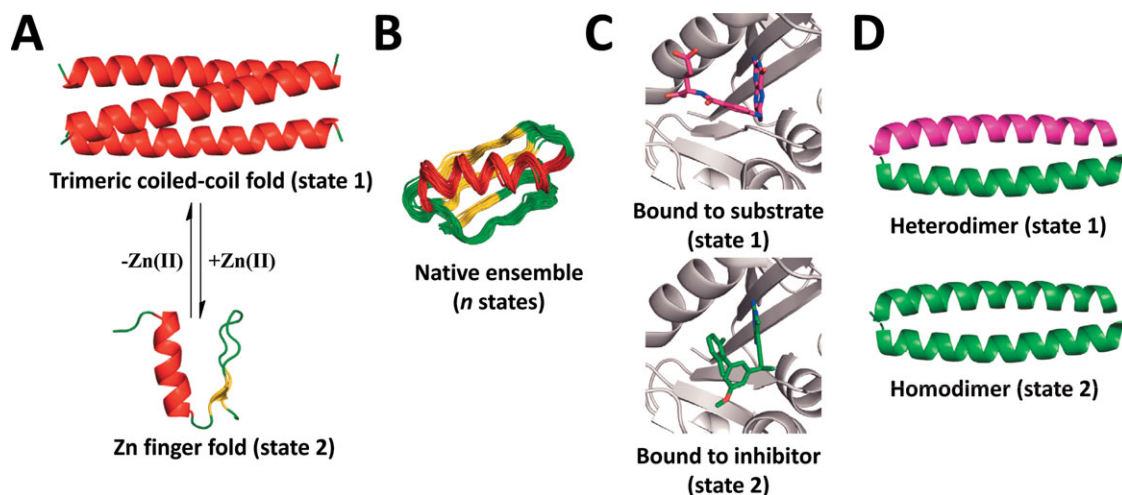 A
Trimeric coiled-coil fold (state 1)
-Zn(II)
+Zn(II)
Zn finger fold (state 2)
B
Native ensemble
(n states)
C
Bound to substrate
(state 1)
Bound to inhibitor
(state 2)
D
Heterodimer (state 1)
Homodimer (state 2)